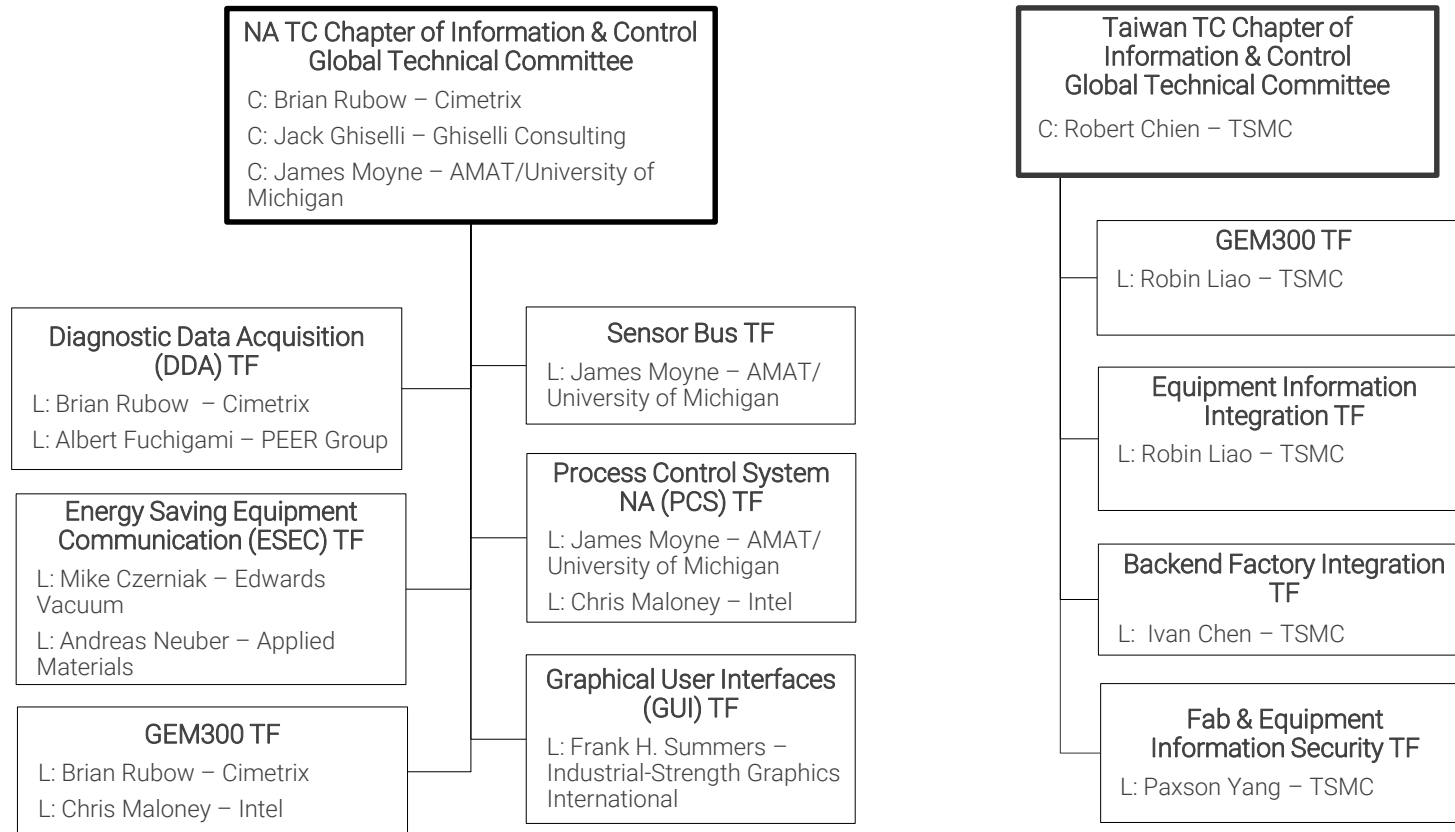 NA TC Chapter of Information & Control
Global Technical Committee
C: Brian Rubow – Cimetrix
C: Jack Ghiselli – Ghiselli Consulting
C: James Moyne – AMAT/University of
Michigan
Diagnostic Data Acquisition
(DDA) TF
L: Brian Rubow – Cimetrix
L: Albert Fuchigami – PEER Group
Energy Saving Equipment
Communication (ESEC) TF
L: Mike Czerniak – Edwards
Vacuum
L: Andreas Neuber – Applied
Materials
GEM300 TF
L: Brian Rubow – Cimetrix
L: Chris Maloney – Intel
Sensor Bus TF
L: James Moyne – AMAT/
University of Michigan
Process Control System
NA (PCS) TF
L: James Moyne – AMAT/
University of Michigan
L: Chris Maloney – Intel
Graphical User Interfaces
(GUI) TF
L: Frank H. Summers –
Industrial-Strength Graphics
International
Taiwan TC Chapter of
Information & Control
Global Technical Committee
C: Robert Chien – TSMC
GEM300 TF
L: Robin Liao – TSMC
Equipment Information
Integration TF
L: Robin Liao – TSMC
Backend Factory Integration
TF
L: Ivan Chen – TSMC
Fab & Equipment
Information Security TF
L: Paxson Yang – TSMC